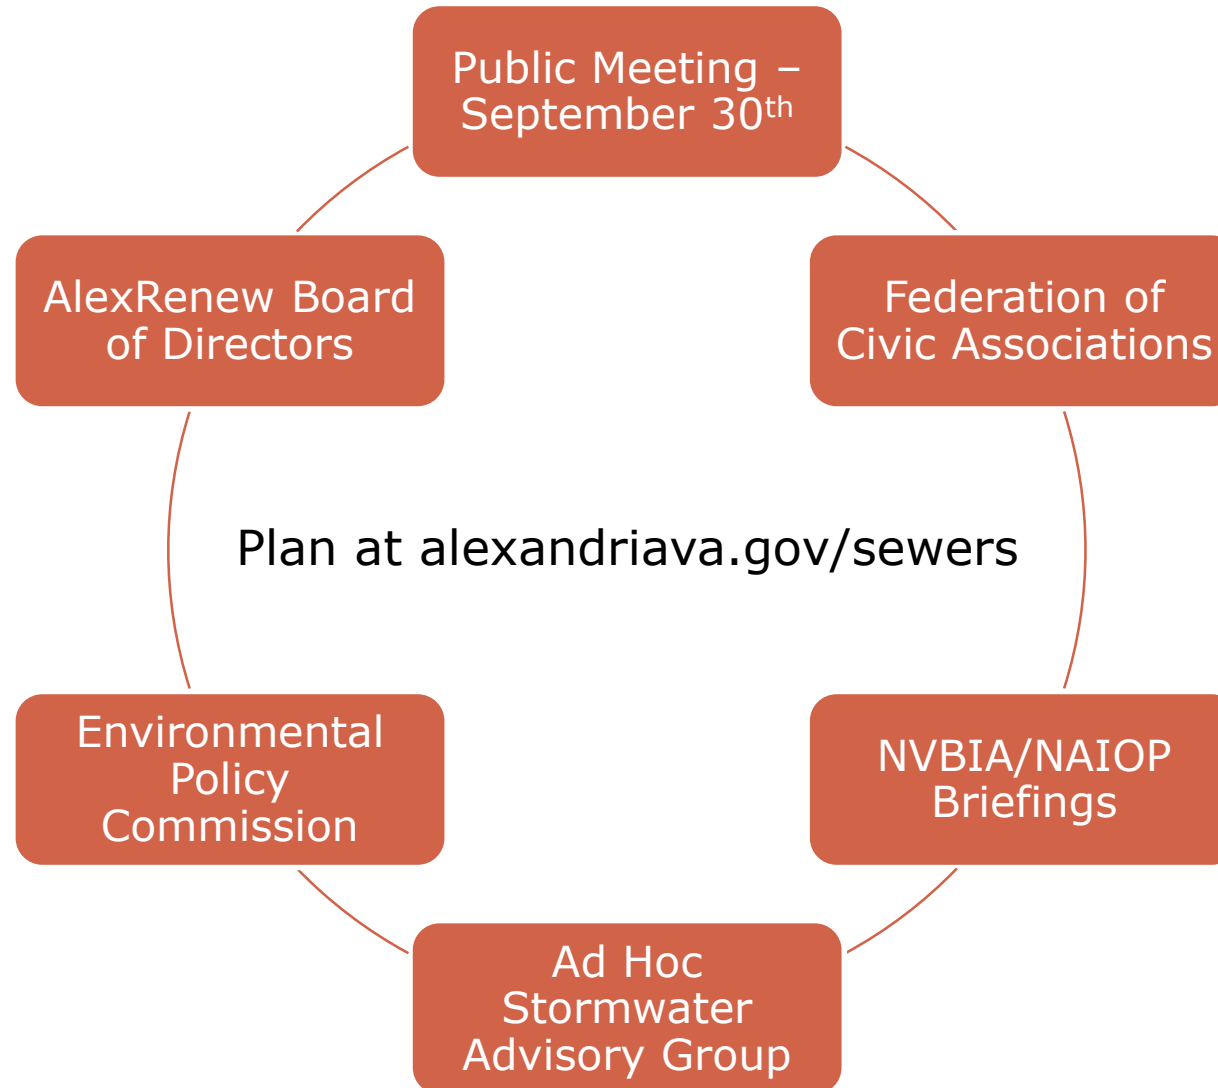 Public Meeting –
September 30th
AlexRenew Board
of Directors
Federation of
Civic Associations
Plan at alexandriava.gov/sewers
Environmental
Policy
Commission
NVBIA/NAIOP
Briefings
Ad Hoc
Stormwater
Advisory Group